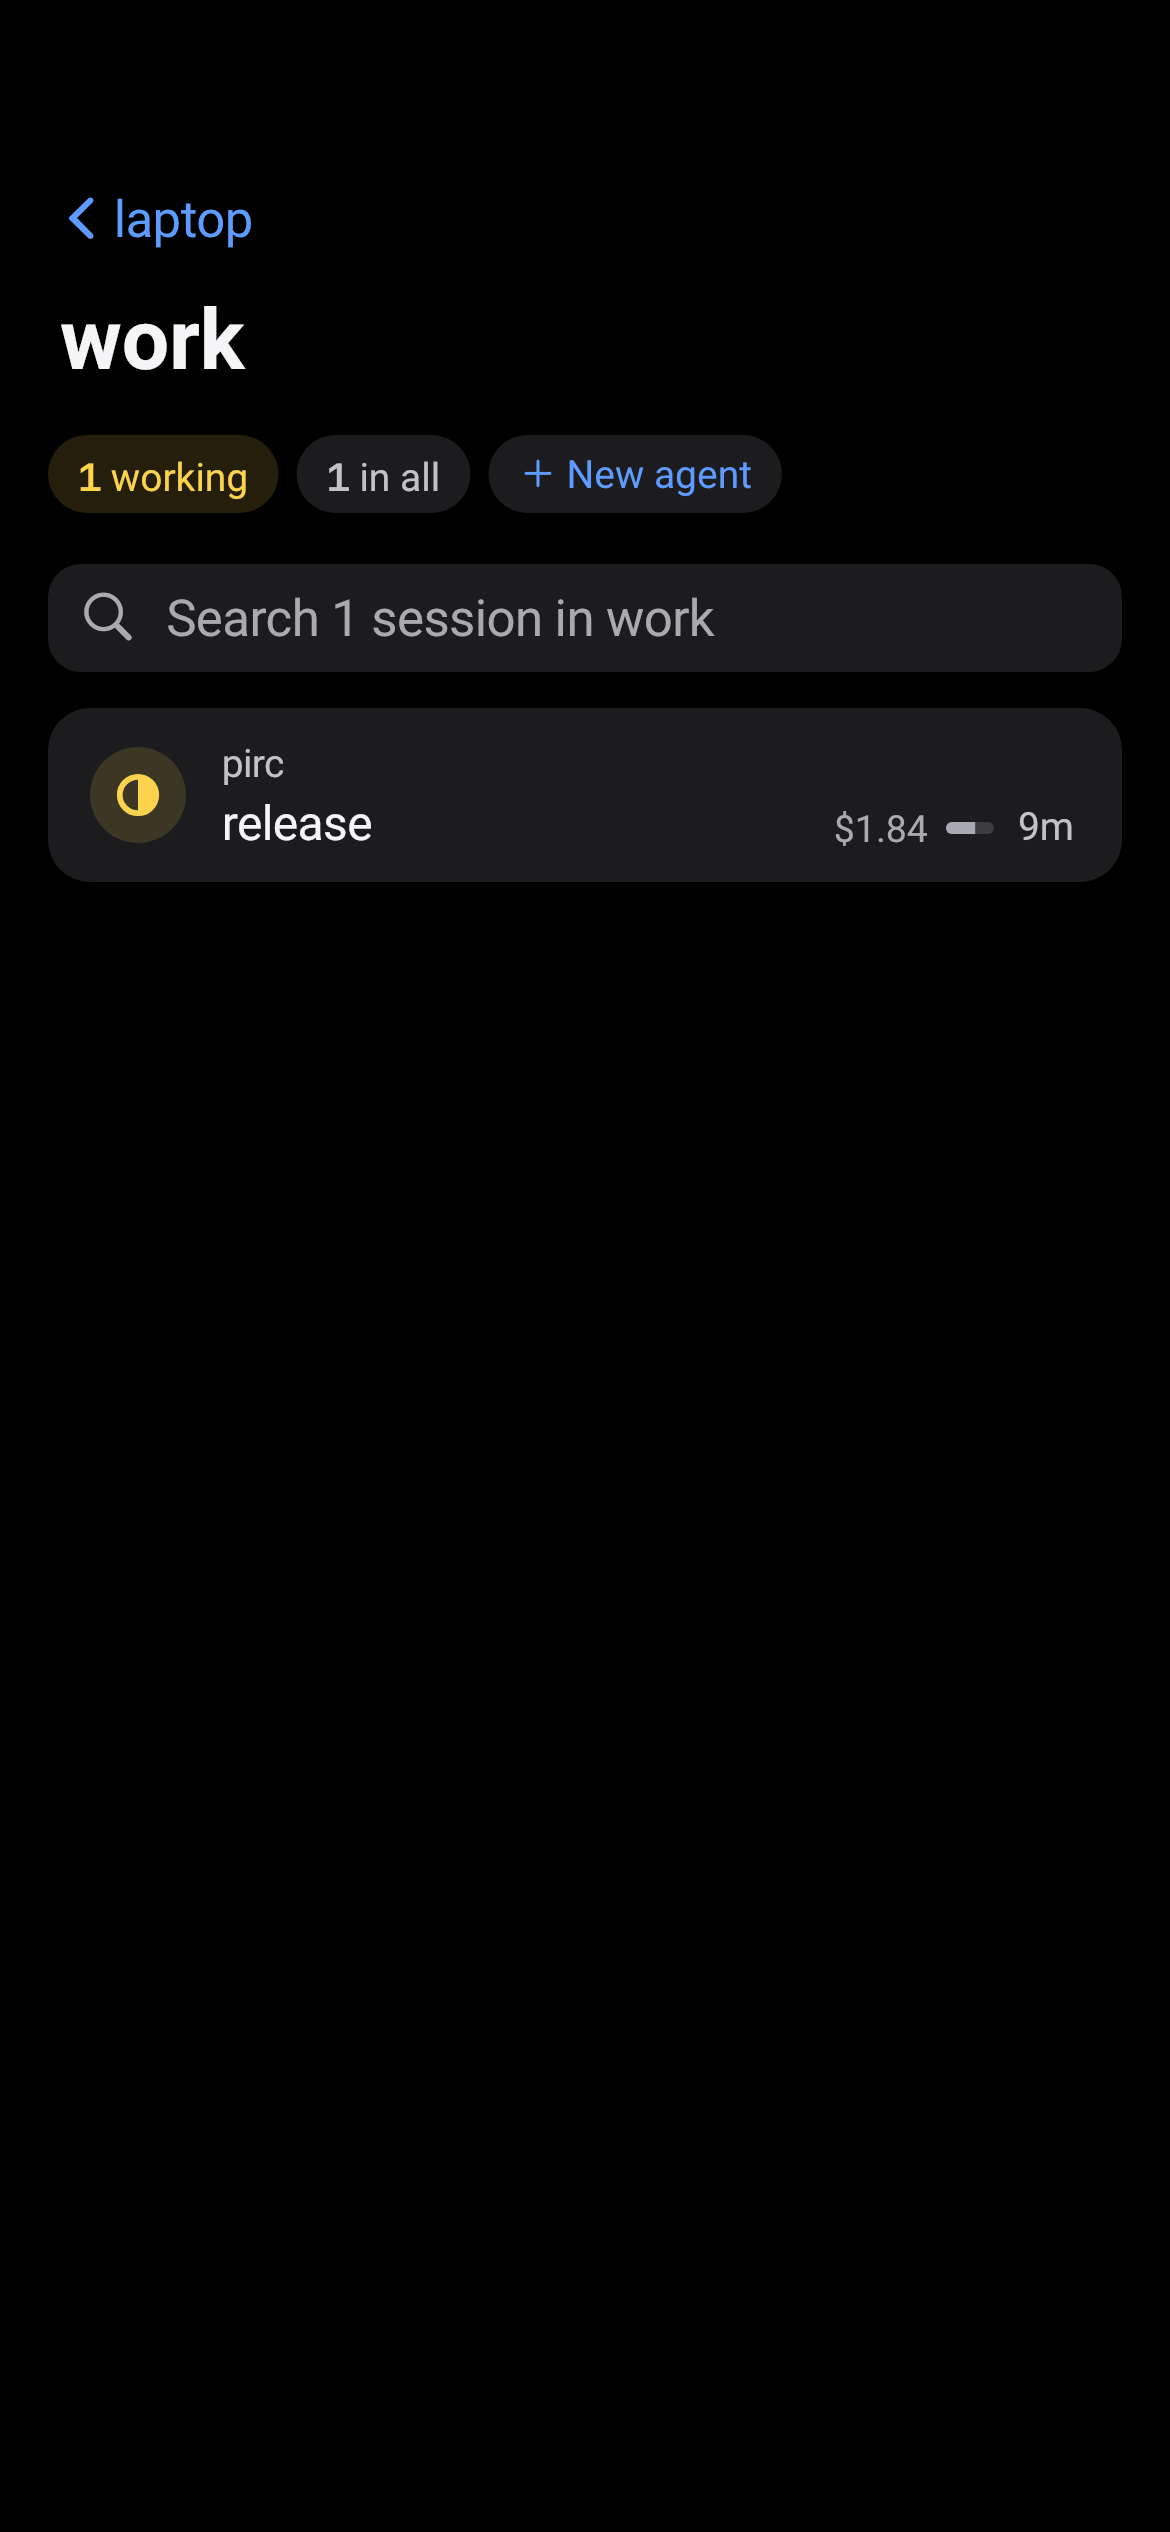 laptop
work
1 working
1 in all
+ New agent
Search 1 session in work
pirc
release
$1.84
9m